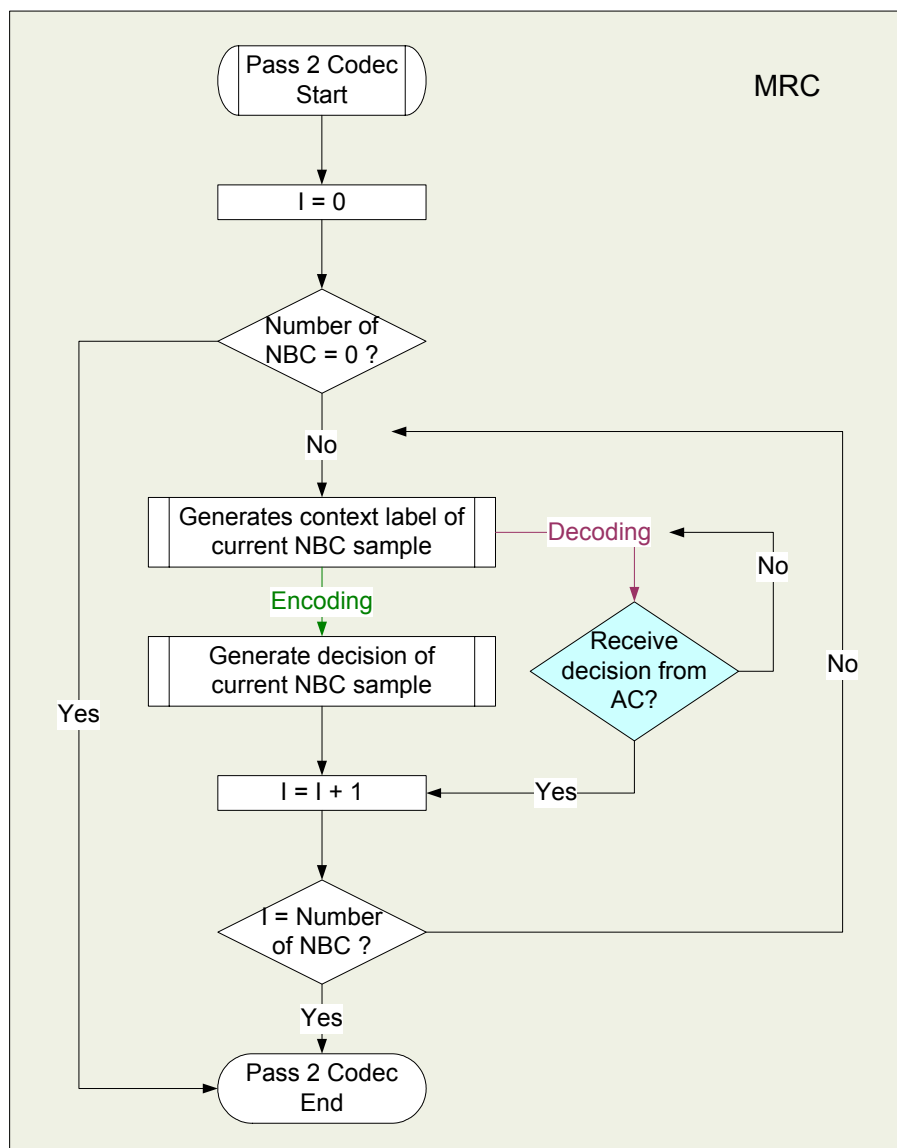 Pass 2 Codec
Start
MRC
I = 0
Number of
NBC = 0 ?
No
Generates context label of
current NBC sample
Decoding
No
Encoding
Generate decision of
current NBC sample
Receive
decision from
AC?
No
Yes
I = I + 1
Yes
I = Number
of NBC ?
Yes
Pass 2 Codec
End